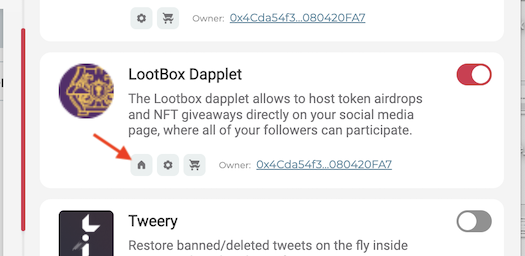 Owner: 0x4Cda54f3...080420FA7
LootBox Dapplet
The Lootbox dapplet allows to host token airdrops
and NFT giveaways directly on your social media
page, where all of your followers can participate.
Owner: 0x4Cda54f3...080420FA7
Tweery
Restore banned/deleted tweets on the fly inside